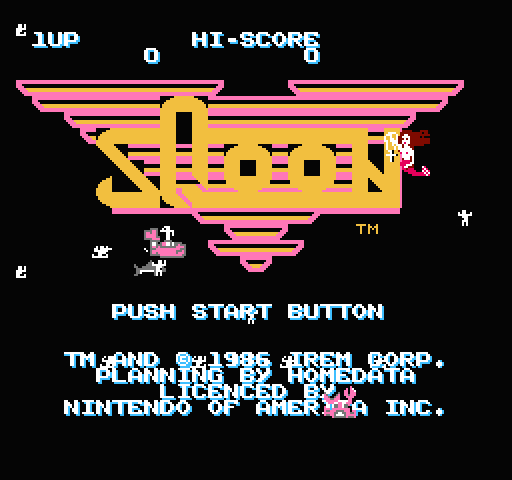 1UP HI-SCORE
0 0
Sqoon
TM
PUSH START BUTTON
TM AND © 1986 IREM CORP.
PLANNING BY HOMEDATA
LICENCED BY
NINTENDO OF AMERICA INC.